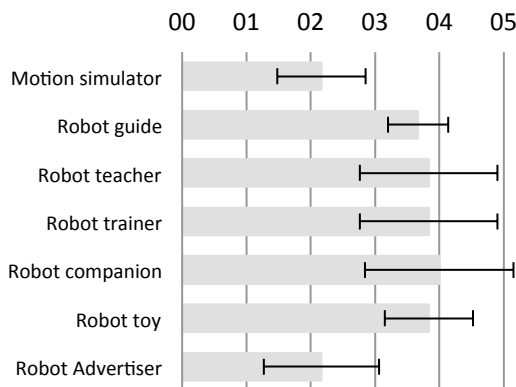 00 01 02 03 04 05
Motion simulator
Robot guide
Robot teacher
Robot trainer
Robot companion
Robot toy
Robot Advertiser